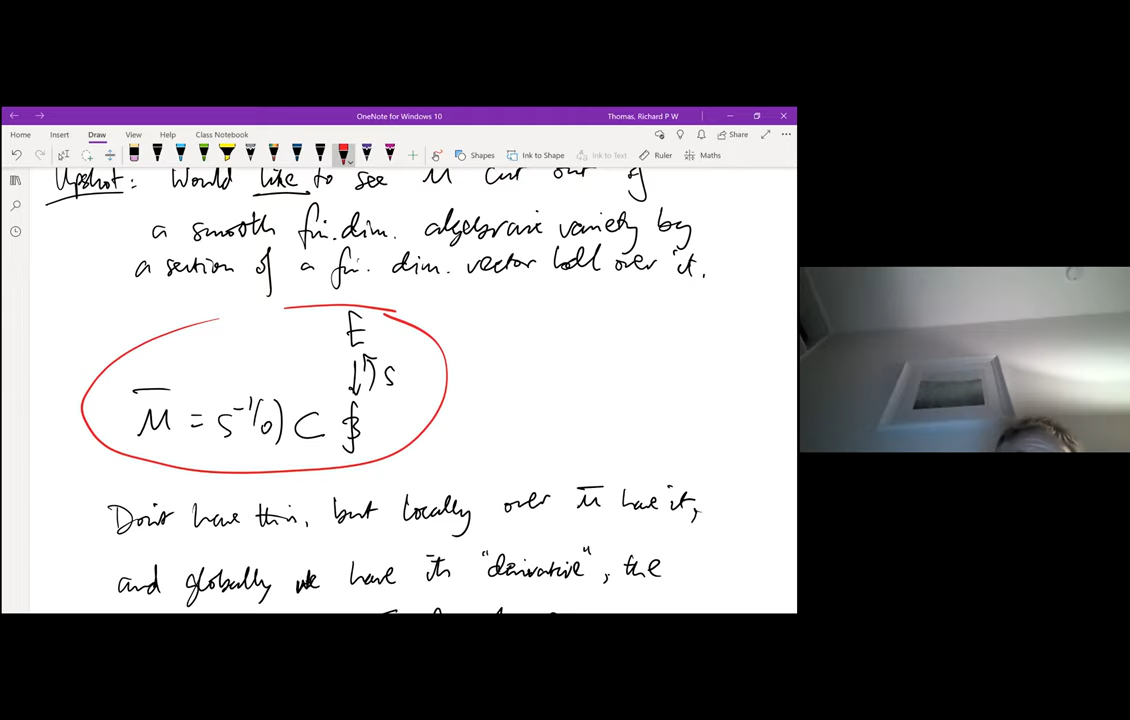 OneNote for Windows 10
Thomas, Richard P W
Home Insert Draw View Help Class Notebook
Share
Shapes Ink to Shape Ink to Text Ruler Maths
Upshot: Would like to see M cut out of
a smooth fin. dim. algebraic variety by
a section of a fin. dim. vector bdl over it.
E
↓↑ s
M̅ = s⁻¹(0) ⊂
Don't have this, but locally over M̅ have it,
and globally we have its "derivative", the